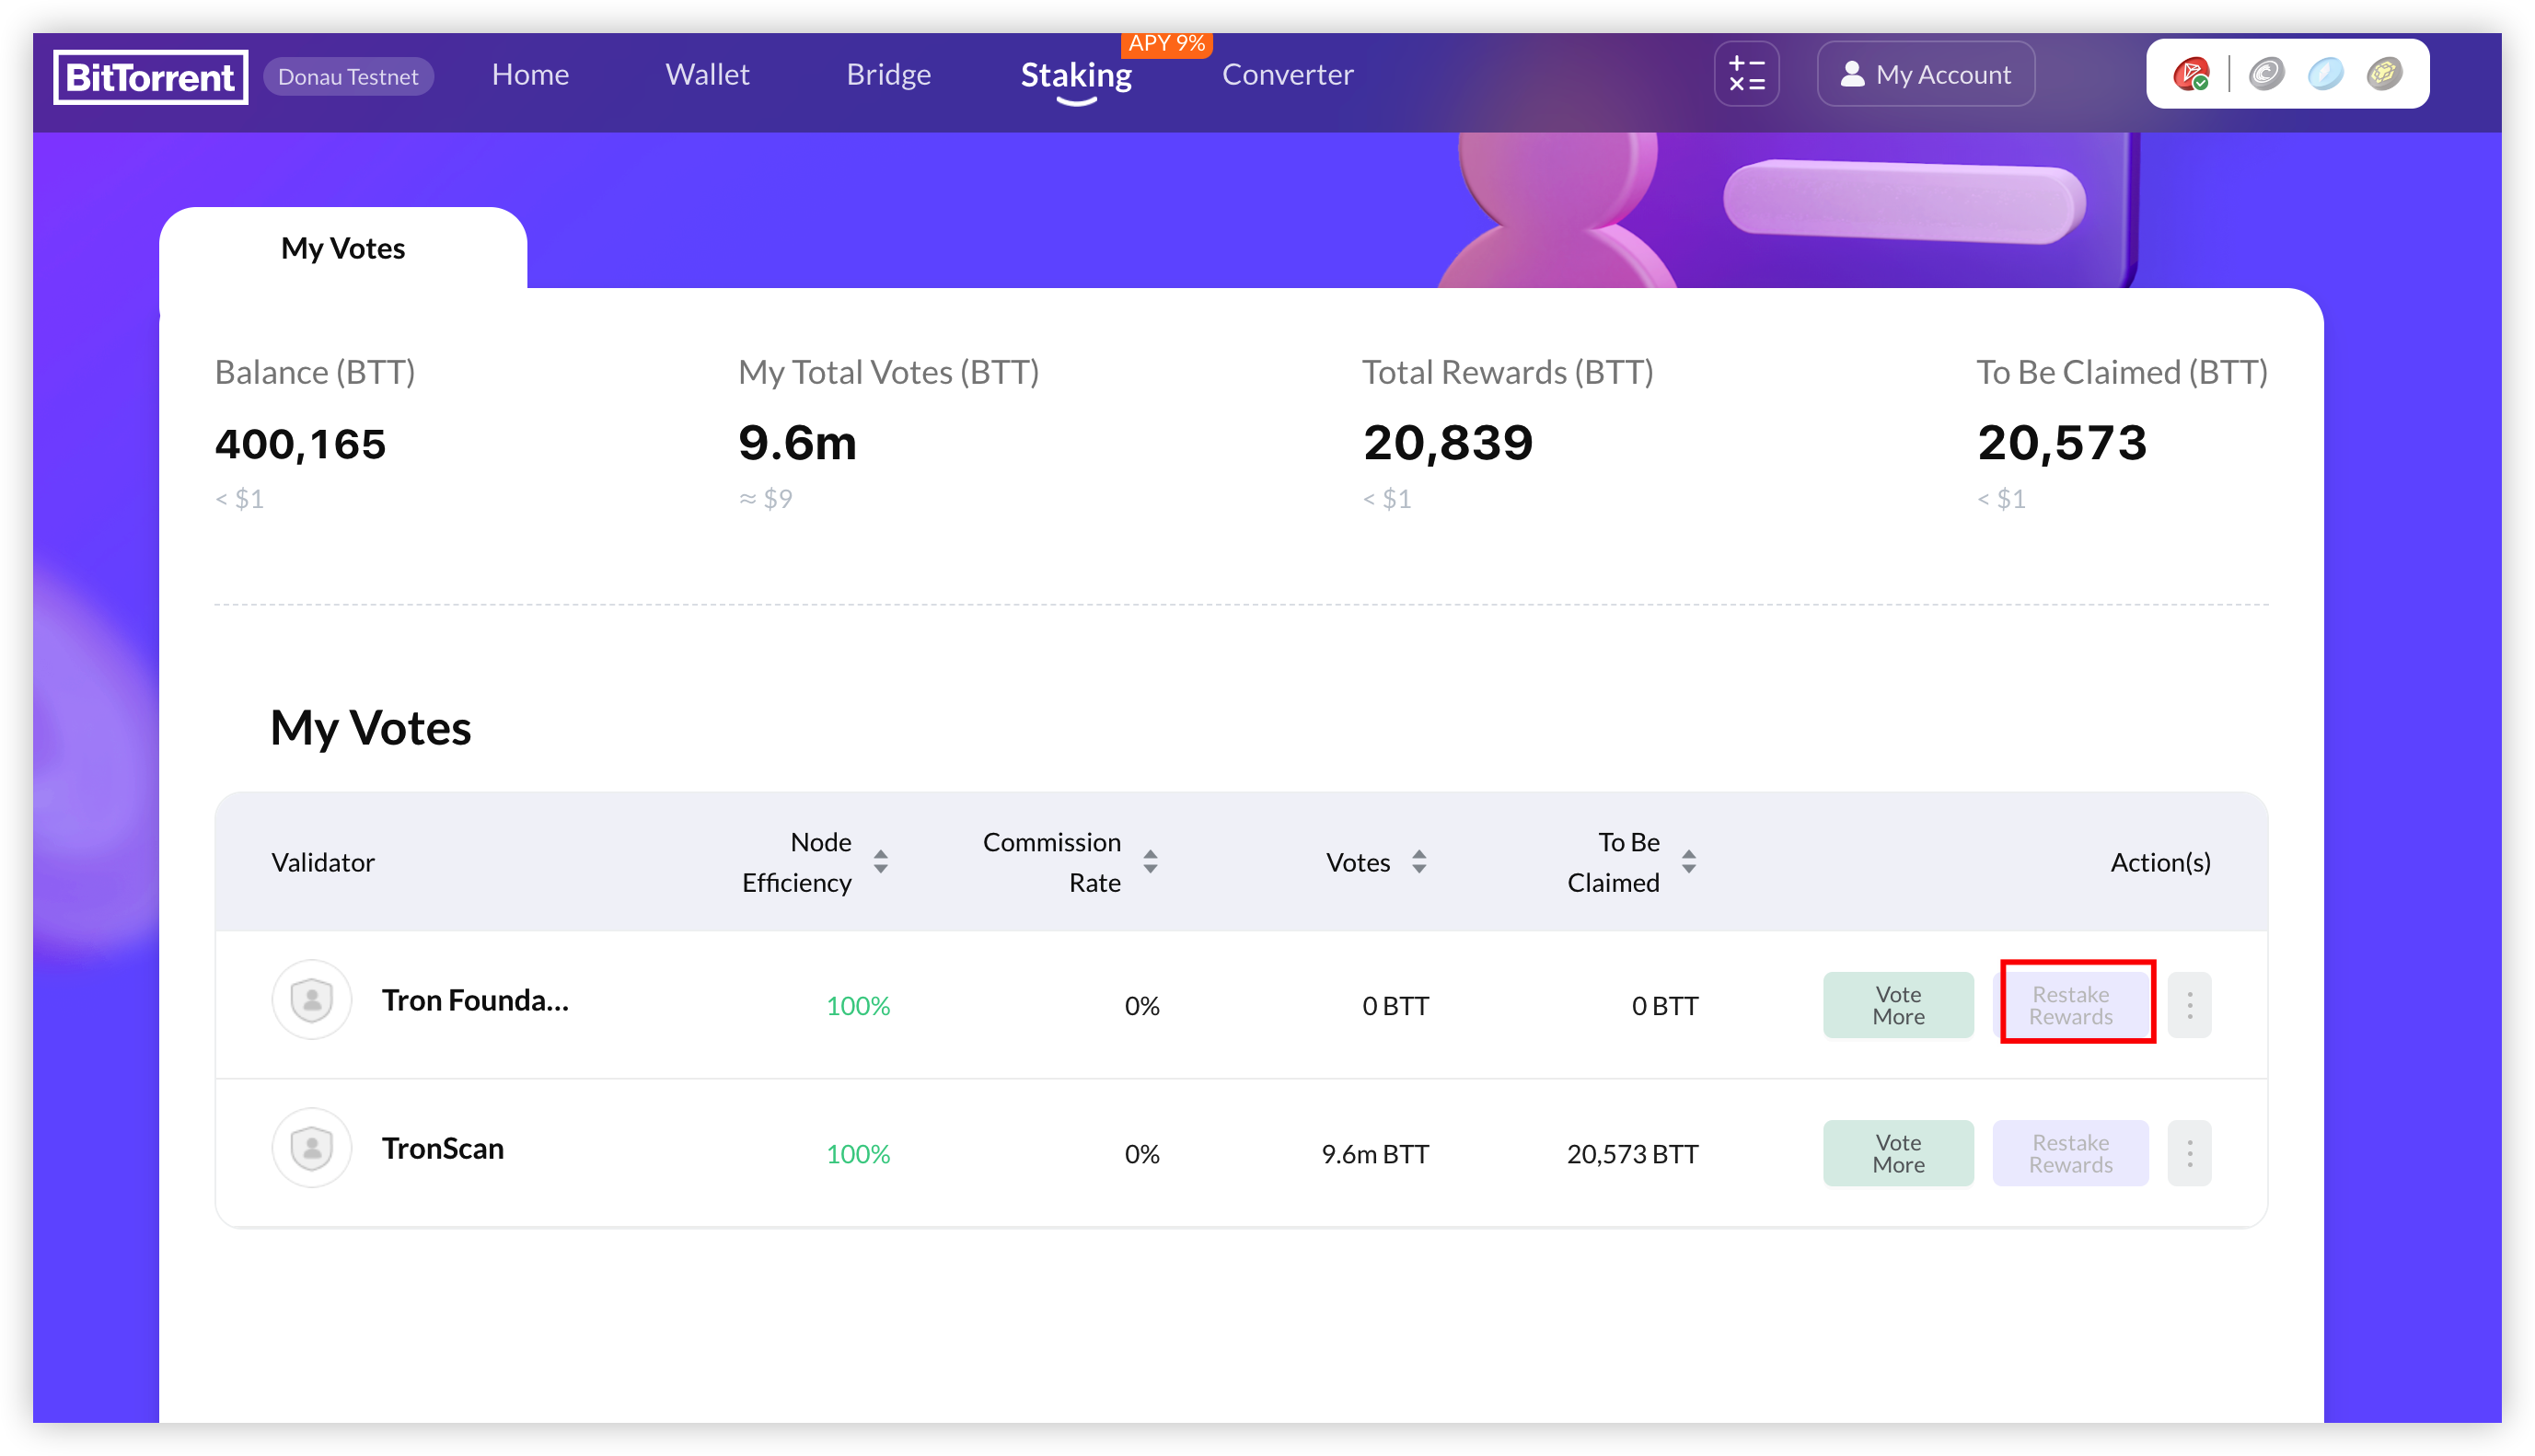 BitTorrent
Donau Testnet
Home
Wallet
Bridge
Staking
APY 9%
Converter
My Account
My Votes
Balance (BTT)
My Total Votes (BTT)
Total Rewards (BTT)
To Be Claimed (BTT)
400,165
9.6m
20,839
20,573
< $1
≈ $9
< $1
< $1
My Votes
Validator
Node
Efficiency
Commission
Rate
Votes
To Be
Claimed
Action(s)
Tron Founda...
100%
0%
0 BTT
0 BTT
Vote
More
Restake
Rewards
TronScan
100%
0%
9.6m BTT
20,573 BTT
Vote
More
Restake
Rewards